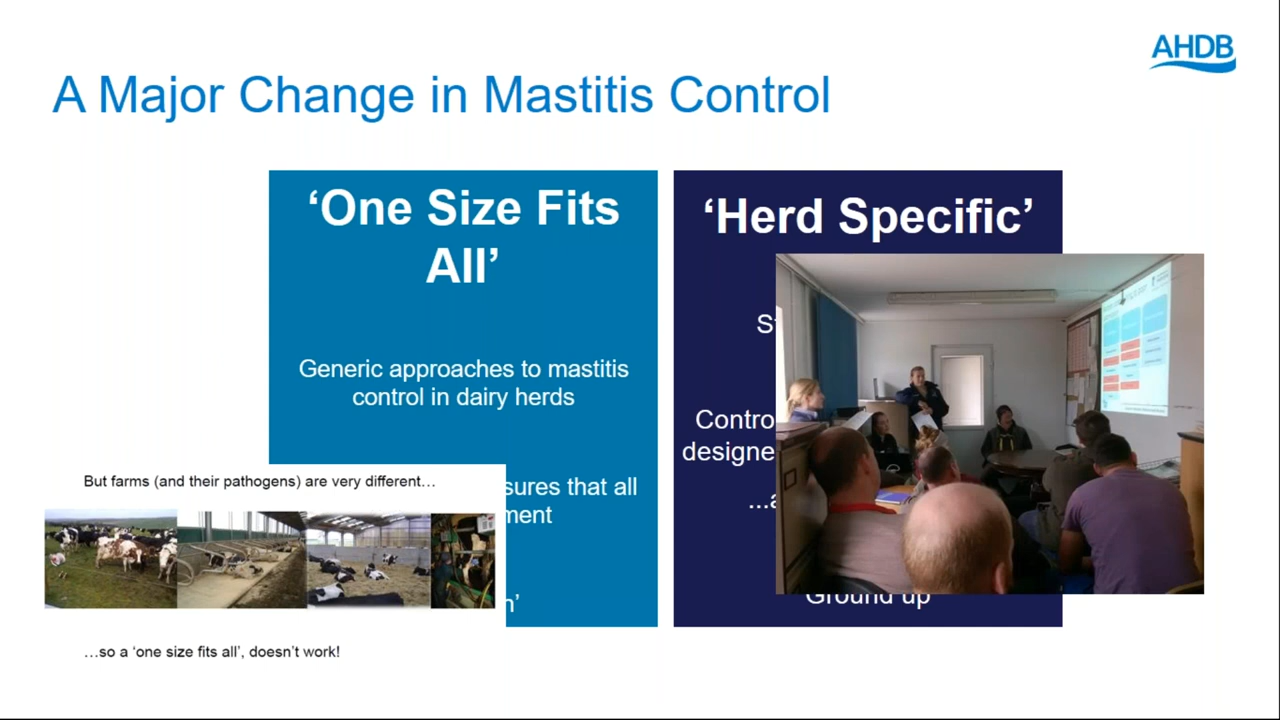 AHDB
A Major Change in Mastitis Control
‘One Size Fits
All’
Generic approaches to mastitis
control in dairy herds
sures that all
ment
n’
‘Herd Specific’
St
Contro
designe
...a
Ground up
But farms (and their pathogens) are very different…
…so a ‘one size fits all’, doesn’t work!